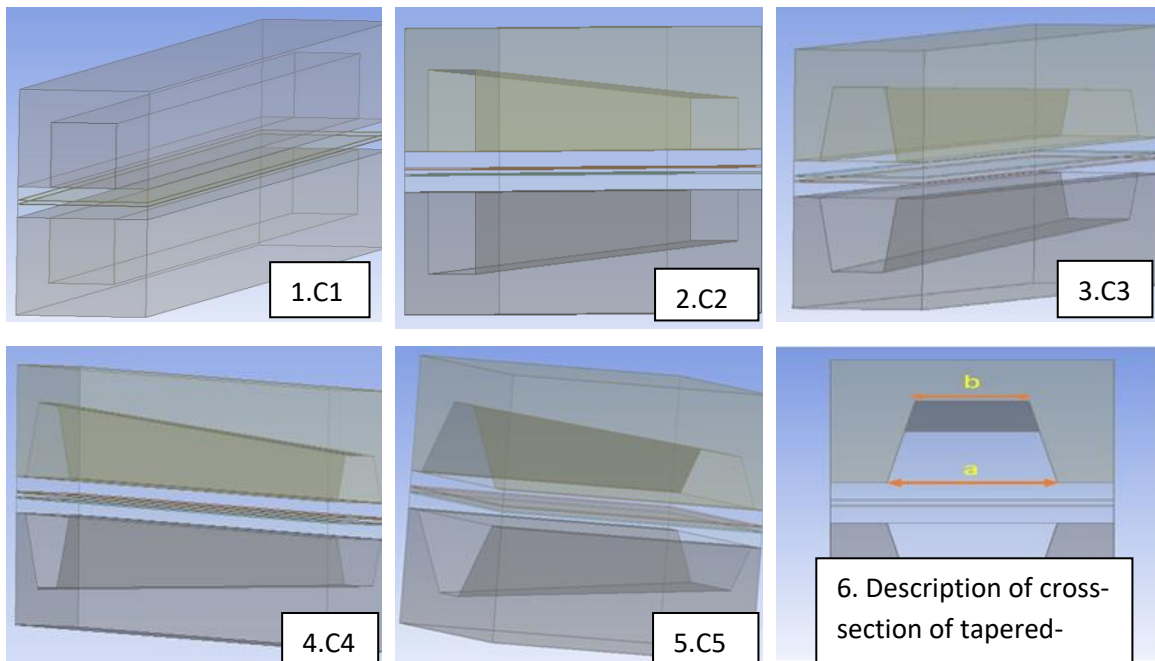 1.C1
2.C2
3.C3
4.C4
5.C5
b
a
6. Description of cross-
section of tapered-